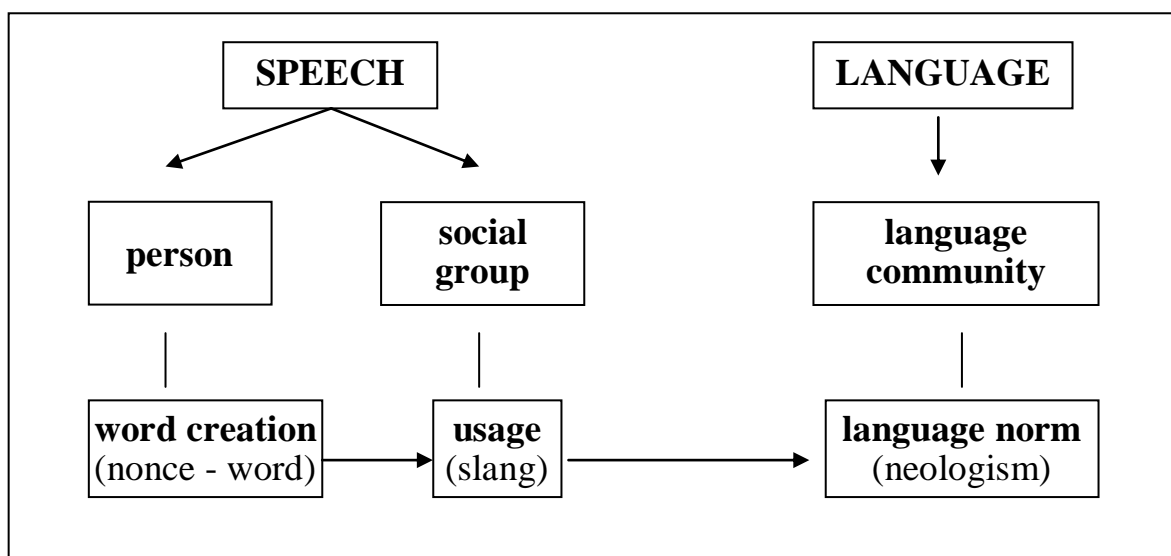 SPEECH
LANGUAGE
person
social
group
language
community
word creation
(nonce - word)
usage
(slang)
language norm
(neologism)